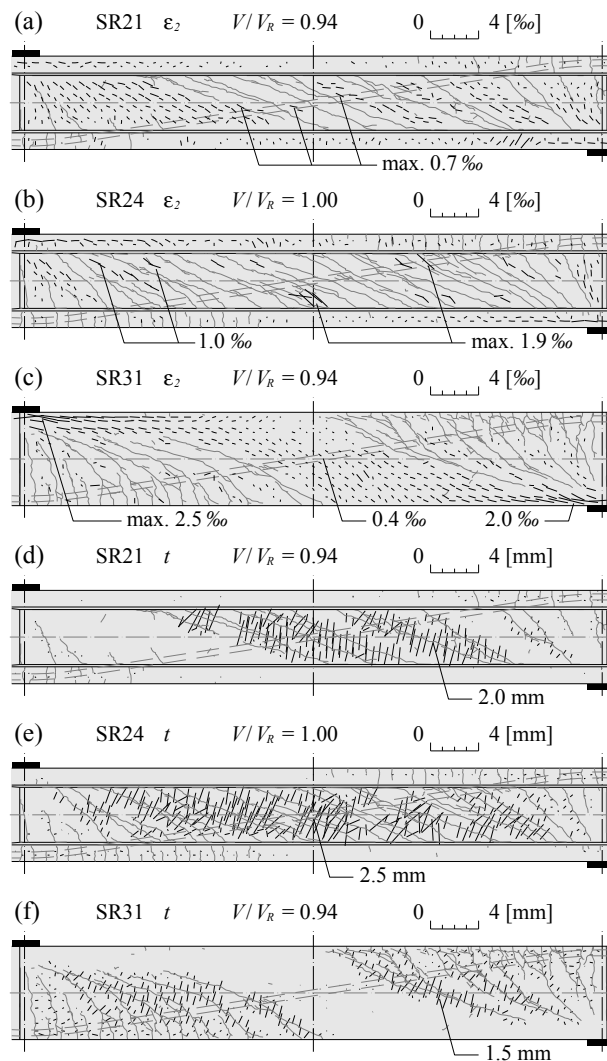 (a) SR21 ε2 V/VR = 0.94 0 4 [‰]
max. 0.7 ‰
(b) SR24 ε2 V/VR = 1.00 0 4 [‰]
1.0 ‰ max. 1.9 ‰
(c) SR31 ε2 V/VR = 0.94 0 4 [‰]
max. 2.5 ‰ 0.4 ‰ 2.0 ‰
(d) SR21 t V/VR = 0.94 0 4 [mm]
2.0 mm
(e) SR24 t V/VR = 1.00 0 4 [mm]
2.5 mm
(f) SR31 t V/VR = 0.94 0 4 [mm]
1.5 mm